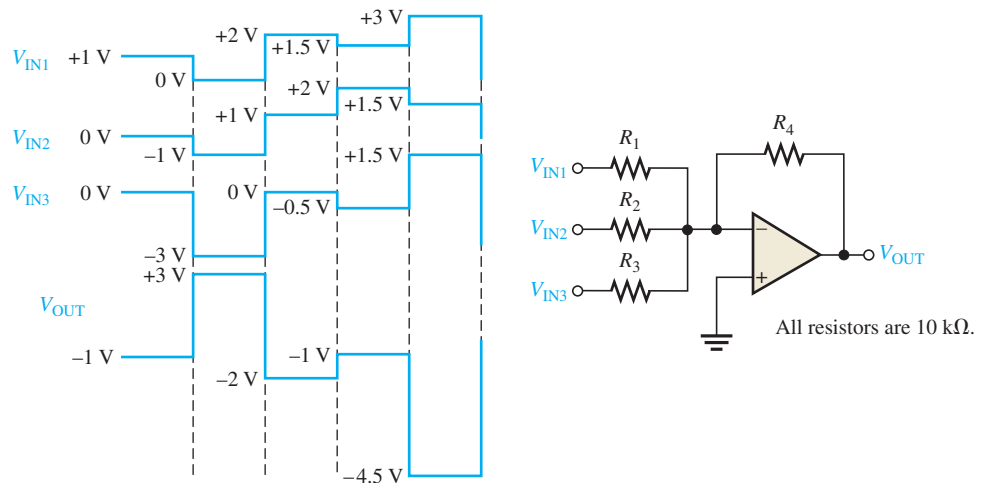 V_IN1 +1 V
0 V
+2 V
+1.5 V
+3 V
V_IN2 0 V
–1 V
+1 V
+2 V
+1.5 V
V_IN3 0 V
–3 V
0 V
–0.5 V
+1.5 V
V_OUT
–1 V
+3 V
–2 V
–1 V
–4.5 V
V_IN1
R_1
V_IN2
R_2
V_IN3
R_3
R_4
–
+
V_OUT
All resistors are 10 kΩ.